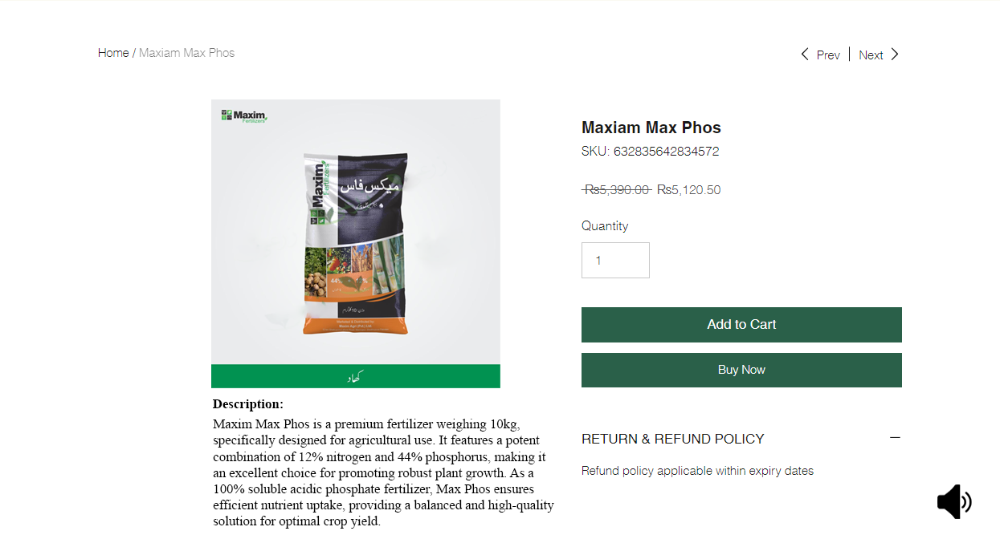 Home / Maxiam Max Phos
Prev | Next
Maxim
Fertilizers
Maxim
Fertilizers
میکس فاس
44%
وزن: 10 کلوگرام
کھاد
Maxiam Max Phos
SKU: 632835642834572
Rs5,390.00 Rs5,120.50
Quantity
1
Add to Cart
Buy Now
RETURN & REFUND POLICY
Refund policy applicable within expiry dates
Description:
Maxim Max Phos is a premium fertilizer weighing 10kg,
specifically designed for agricultural use. It features a potent
combination of 12% nitrogen and 44% phosphorus, making it
an excellent choice for promoting robust plant growth. As a
100% soluble acidic phosphate fertilizer, Max Phos ensures
efficient nutrient uptake, providing a balanced and high-quality
solution for optimal crop yield.